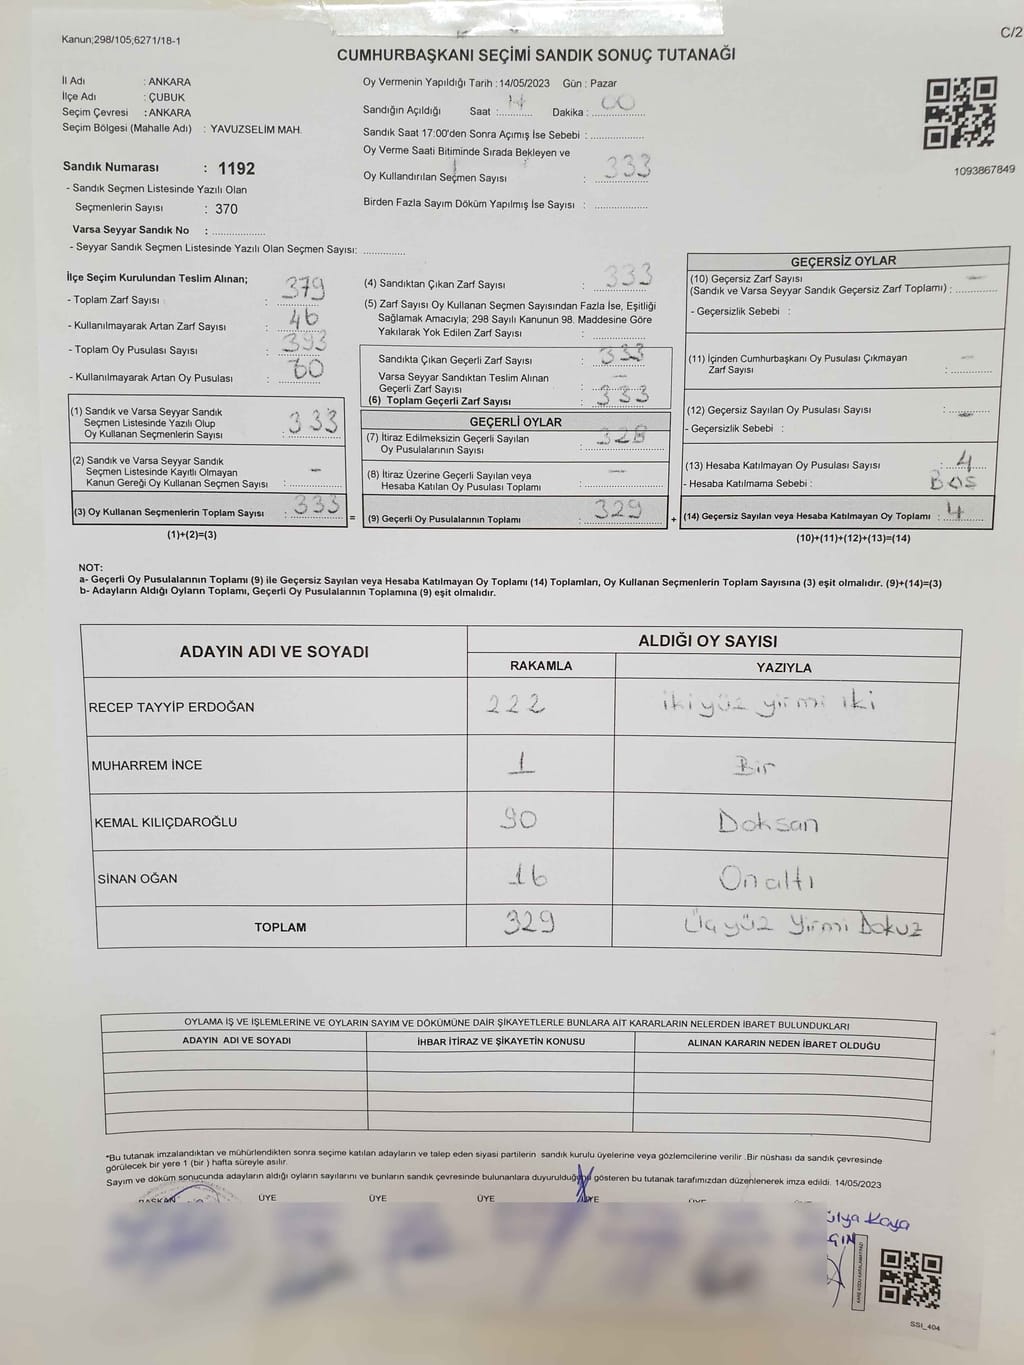 Kanun;298/105,6271/18-1
C/2
CUMHURBAŞKANI SEÇİMİ SANDIK SONUÇ TUTANAĞI
İl Adı : ANKARA
İlçe Adı : ÇUBUK
Seçim Çevresi : ANKARA
Seçim Bölgesi (Mahalle Adı) : YAVUZSELİM MAH.
Sandık Numarası : 1192
- Sandık Seçmen Listesinde Yazılı Olan
Seçmenlerin Sayısı : 370
Varsa Seyyar Sandık No : ................
- Seyyar Sandık Seçmen Listesinde Yazılı Olan Seçmen Sayısı: .............
Oy Vermenin Yapıldığı Tarih : 14/05/2023 Gün : Pazar
Sandığın Açıldığı Saat : 17 Dakika : 00
Sandık Saat 17:00'den Sonra Açımış İse Sebebi : ................
Oy Verme Saati Bitiminde Sırada Bekleyen ve
Oy Kullandırılan Seçmen Sayısı : 333
Birden Fazla Sayım Döküm Yapılmış İse Sayısı : ................
1093867849
İlçe Seçim Kurulundan Teslim Alınan;
- Toplam Zarf Sayısı : 379
- Kullanılmayarak Artan Zarf Sayısı : 46
- Toplam Oy Pusulası Sayısı : 393
- Kullanılmayarak Artan Oy Pusulası : 60
(1) Sandık ve Varsa Seyyar Sandık
Seçmen Listesinde Yazılı Olup
Oy Kullanan Seçmenlerin Sayısı : 333
(2) Sandık ve Varsa Seyyar Sandık
Seçmen Listesinde Kayıtlı Olmayan
Kanun Gereği Oy Kullanan Seçmen Sayısı : —
(3) Oy Kullanan Seçmenlerin Toplam Sayısı : 333 =
(1)+(2)=(3)
(4) Sandıktan Çıkan Zarf Sayısı : 333
(5) Zarf Sayısı Oy Kullanan Seçmen Sayısından Fazla İse, Eşitliği
Sağlamak Amacıyla; 298 Sayılı Kanunun 98. Maddesine Göre
Yakılarak Yok Edilen Zarf Sayısı : .............
Sandıkta Çıkan Geçerli Zarf Sayısı : 333
Varsa Seyyar Sandıktan Teslim Alınan
Geçerli Zarf Sayısı : —
(6) Toplam Geçerli Zarf Sayısı : 333
GEÇERLİ OYLAR
(7) İtiraz Edilmeksizin Geçerli Sayılan
Oy Pusulalarının Sayısı :
(8) İtiraz Üzerine Geçerli Sayılan veya
Hesaba Katılan Oy Pusulası Toplamı : —
(9) Geçerli Oy Pusulalarının Toplamı : 329 +
GEÇERSİZ OYLAR
(10) Geçersiz Zarf Sayısı
(Sandık ve Varsa Seyyar Sandık Geçersiz Zarf Toplamı) : —
- Geçersizlik Sebebi :
(11) İçinden Cumhurbaşkanı Oy Pusulası Çıkmayan
Zarf Sayısı : —
(12) Geçersiz Sayılan Oy Pusulası Sayısı : —
- Geçersizlik Sebebi :
(13) Hesaba Katılmayan Oy Pusulası Sayısı : 4
- Hesaba Katılmama Sebebi : BOŞ
(14) Geçersiz Sayılan veya Hesaba Katılmayan Oy Toplamı : 4
(10)+(11)+(12)+(13)=(14)
NOT:
a- Geçerli Oy Pusulalarının Toplamı (9) ile Geçersiz Sayılan veya Hesaba Katılmayan Oy Toplamı (14) Toplamları, Oy Kullanan Seçmenlerin Toplam Sayısına (3) eşit olmalıdır. (9)+(14)=(3)
b- Adayların Aldığı Oyların Toplamı, Geçerli Oy Pusulalarının Toplamına (9) eşit olmalıdır.
ADAYIN ADI VE SOYADI
ALDIĞI OY SAYISI
RAKAMLA YAZIYLA
RECEP TAYYİP ERDOĞAN 222 ikiyüz yirmi iki
MUHARREM İNCE 1 Bir
KEMAL KILIÇDAROĞLU 90 Doksan
SİNAN OĞAN 16 Onaltı
TOPLAM 329 Üçyüz Yirmi Dokuz
OYLAMA İŞ VE İŞLEMLERİNE VE OYLARIN SAYIM VE DÖKÜMÜNE DAİR ŞİKAYETLERLE BUNLARA AİT KARARLARIN NELERDEN İBARET BULUNDUKLARI
ADAYIN ADI VE SOYADI İHBAR İTİRAZ VE ŞİKAYETİN KONUSU ALINAN KARARIN NEDEN İBARET OLDUĞU
*Bu tutanak imzalandıktan ve mühürlendikten sonra seçime katılan adayların ve talep eden siyasi partilerin sandık kurulu üyelerine veya gözlemcilerine verilir .Bir nüshası da sandık çevresinde
görülecek bir yere 1 (bir ) hafta süreyle asılır.
Sayım ve döküm sonucunda adayların aldığı oyların sayılarını ve bunların sandık çevresinde bulunanlara duyurulduğunu gösteren bu tutanak tarafımızdan düzenlenerek imza edildi. 14/05/2023
BAŞKAN ÜYE ÜYE ÜYE ÜYE
ülya Kaya
SSI_404